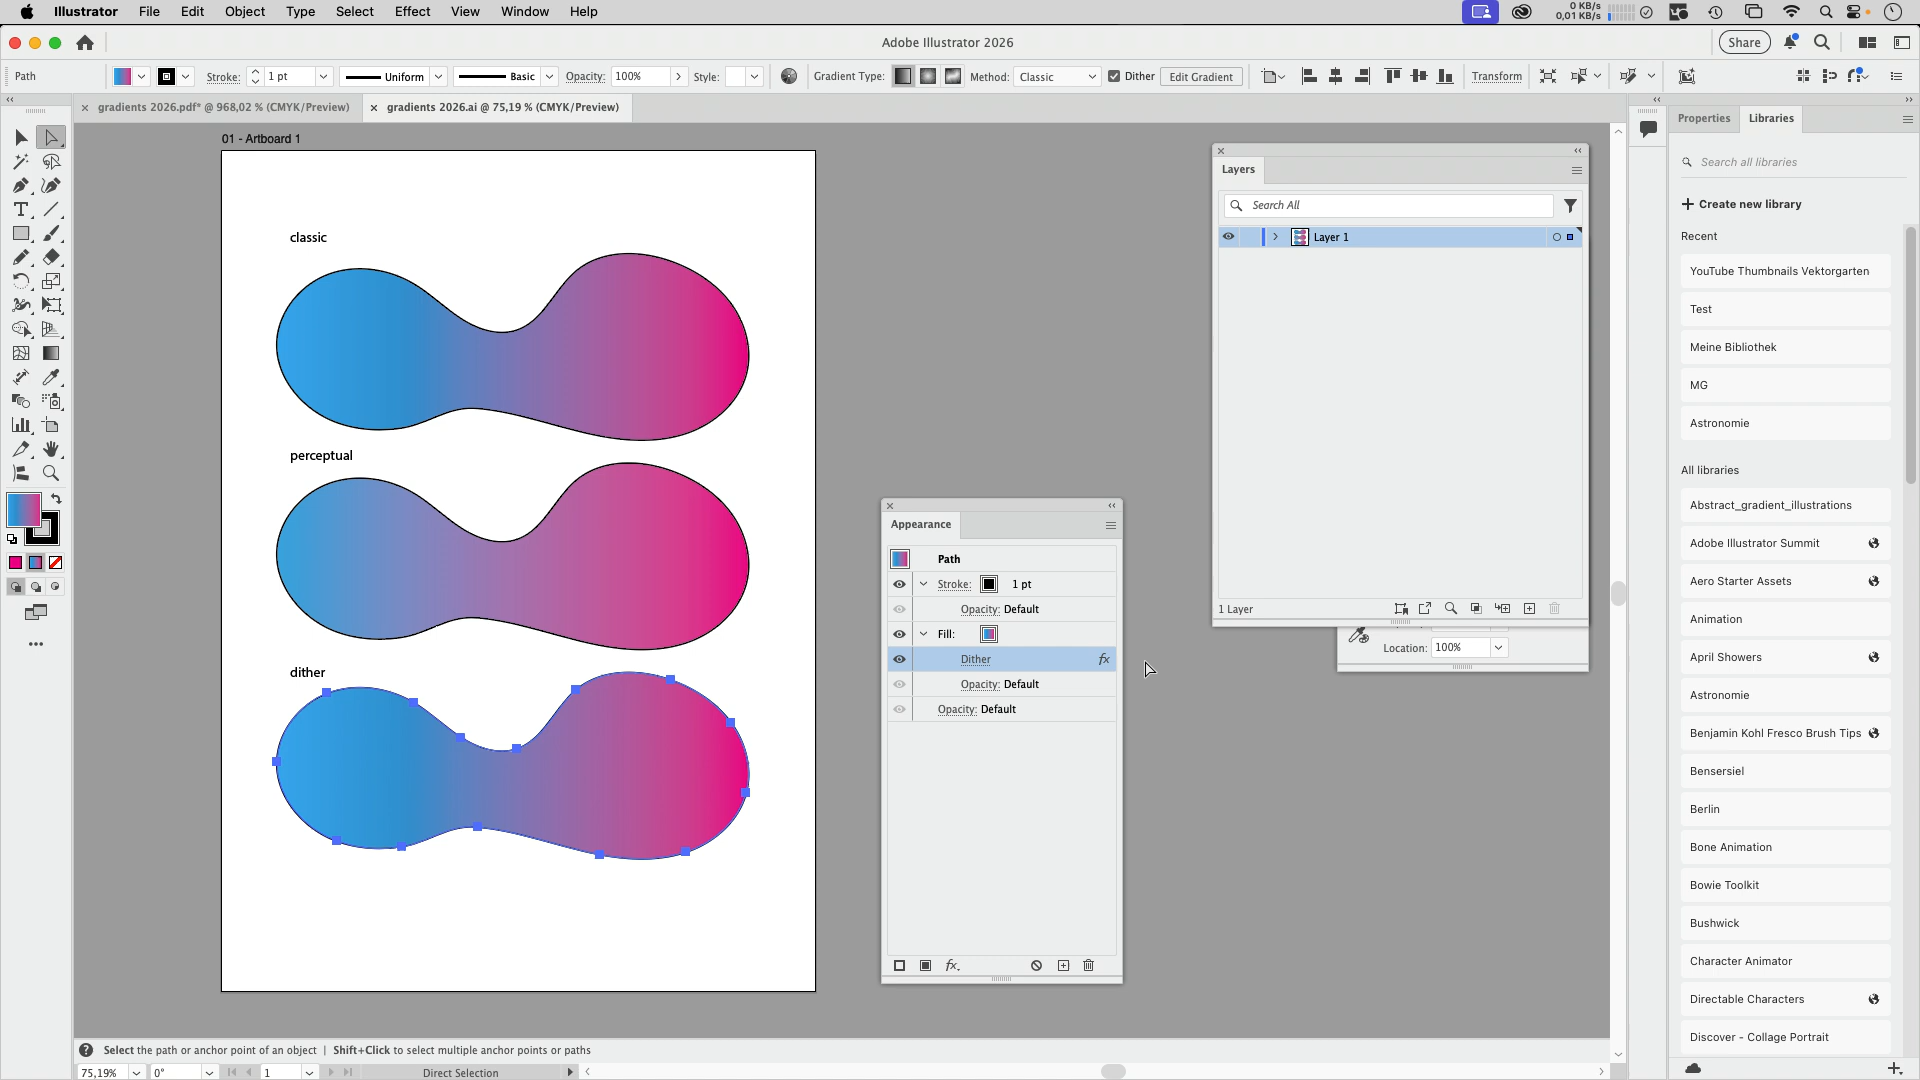 Illustrator File Edit Object Type Select Effect View Window Help
0 KB/s
0,01 KB/s
Adobe Illustrator 2026
Share
Path
Stroke: 1 pt Uniform Basic Opacity: 100% Style: Gradient Type: Method: Classic Dither Edit Gradient Transform
gradients 2026.pdf* @ 968,02 % (CMYK/Preview)
gradients 2026.ai @ 75,19 % (CMYK/Preview)
01 - Artboard 1
classic
perceptual
dither
Appearance
Path
Stroke: 1 pt
Opacity: Default
Fill:
Dither fx
Opacity: Default
Opacity: Default
fx.
Layers
Search All
Layer 1
1 Layer
Location: 100%
Properties Libraries
Search all libraries
Create new library
Recent
YouTube Thumbnails Vektorgarten
Test
Meine Bibliothek
MG
Astronomie
All libraries
Abstract_gradient_illustrations
Adobe Illustrator Summit
Aero Starter Assets
Animation
April Showers
Astronomie
Benjamin Kohl Fresco Brush Tips
Bensersiel
Berlin
Bone Animation
Bowie Toolkit
Bushwick
Character Animator
Directable Characters
Discover - Collage Portrait
Select the path or anchor point of an object | Shift+Click to select multiple anchor points or paths
75,19% 0° 1 Direct Selection